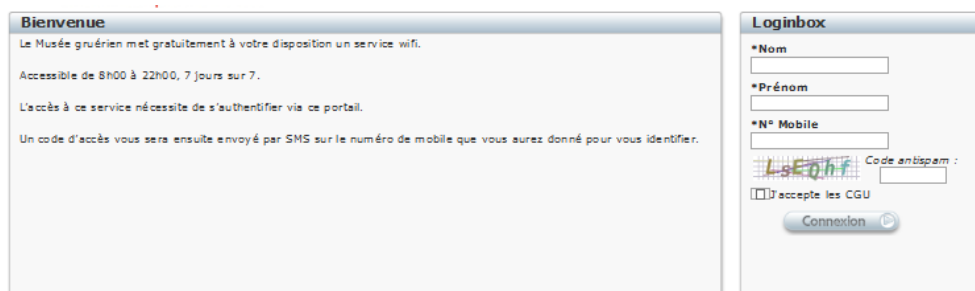 Bienvenue
Le Musée gruérien met gratuitement à votre disposition un service wifi.
Accessible de 8h00 à 22h00, 7 jours sur 7.
L'accès à ce service nécessite de s'authentifier via ce portail.
Un code d'accès vous sera ensuite envoyé par SMS sur le numéro de mobile que vous aurez donné pour vous identifier.
Loginbox
*Nom
*Prénom
*N° Mobile
Code antispam :
J'accepte les CGU
Connexion